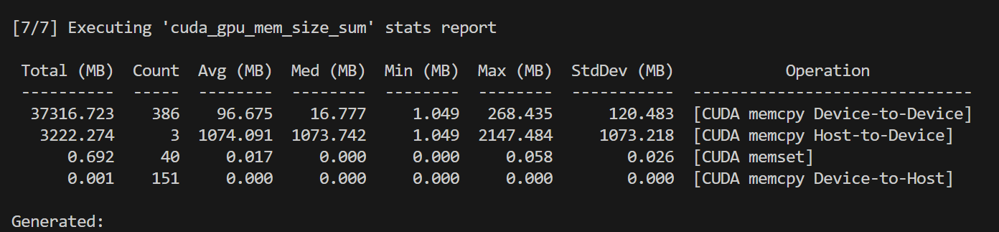 [7/7] Executing 'cuda_gpu_mem_size_sum' stats report
Total (MB) Count Avg (MB) Med (MB) Min (MB) Max (MB) StdDev (MB) Operation
---------- ----- -------- -------- -------- -------- ----------- ------------------------------
37316.723 386 96.675 16.777 1.049 268.435 120.483 [CUDA memcpy Device-to-Device]
3222.274 3 1074.091 1073.742 1.049 2147.484 1073.218 [CUDA memcpy Host-to-Device]
0.692 40 0.017 0.000 0.000 0.058 0.026 [CUDA memset]
0.001 151 0.000 0.000 0.000 0.000 0.000 [CUDA memcpy Device-to-Host]
Generated: